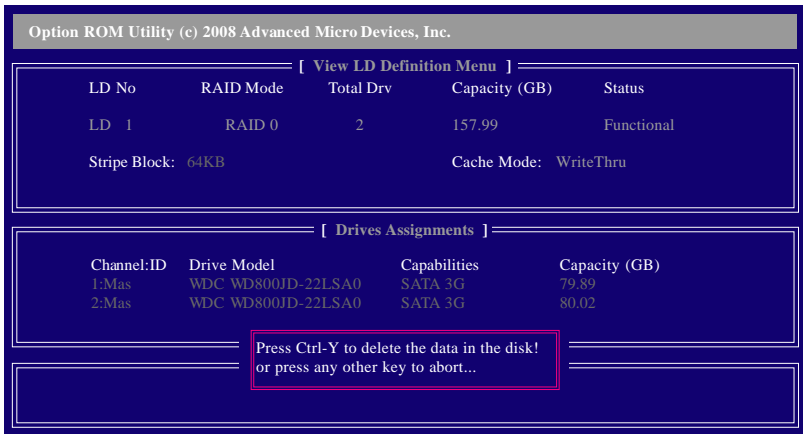 Option ROM Utility (c) 2008 Advanced Micro Devices, Inc.
[ View LD Definition Menu ]
LD No RAID Mode Total Drv Capacity (GB) Status
LD 1 RAID 0 2 157.99 Functional
Stripe Block: 64KB Cache Mode: WriteThru
[ Drives Assignments ]
Channel:ID Drive Model Capabilities Capacity (GB)
1:Mas WDC WD800JD-22LSA0 SATA 3G 79.89
2:Mas WDC WD800JD-22LSA0 SATA 3G 80.02
Press Ctrl-Y to delete the data in the disk!
or press any other key to abort...